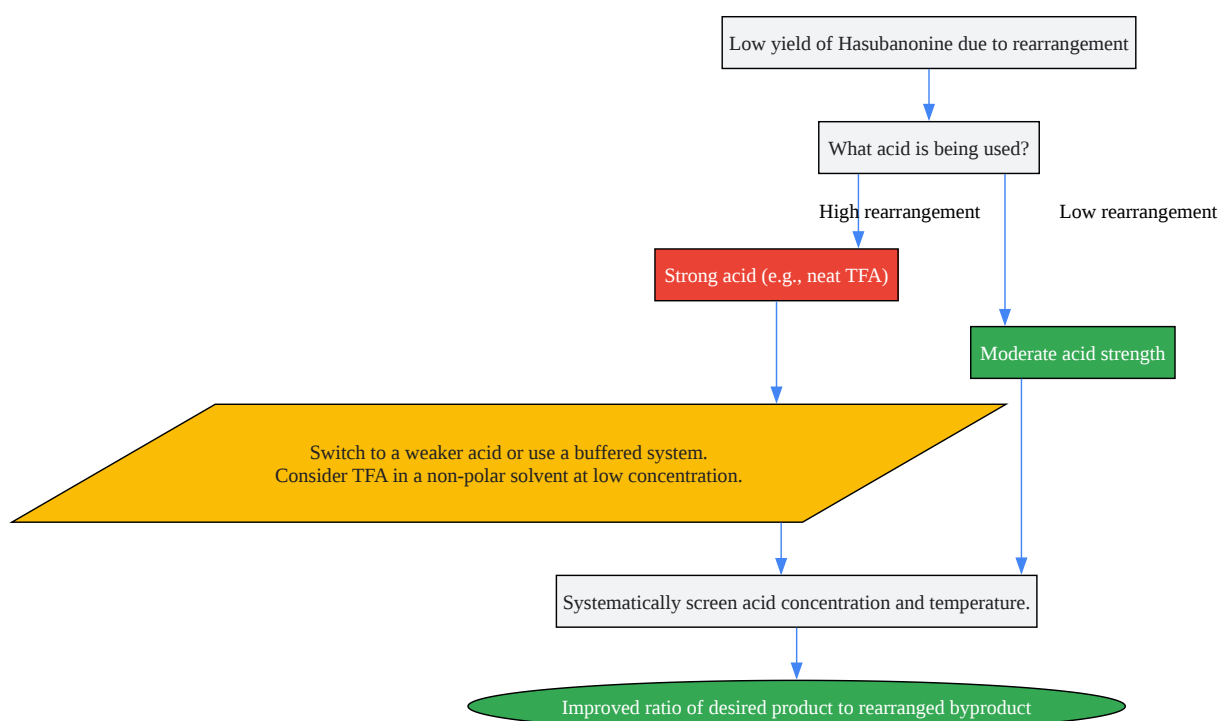 Low yield of Hasubanonine due to rearrangement
What acid is being used?
High rearrangement
Low rearrangement
Strong acid (e.g., neat TFA)
Moderate acid strength
Switch to a weaker acid or use a buffered system.
Consider TFA in a non-polar solvent at low concentration.
Systematically screen acid concentration and temperature.
Improved ratio of desired product to rearranged byproduct